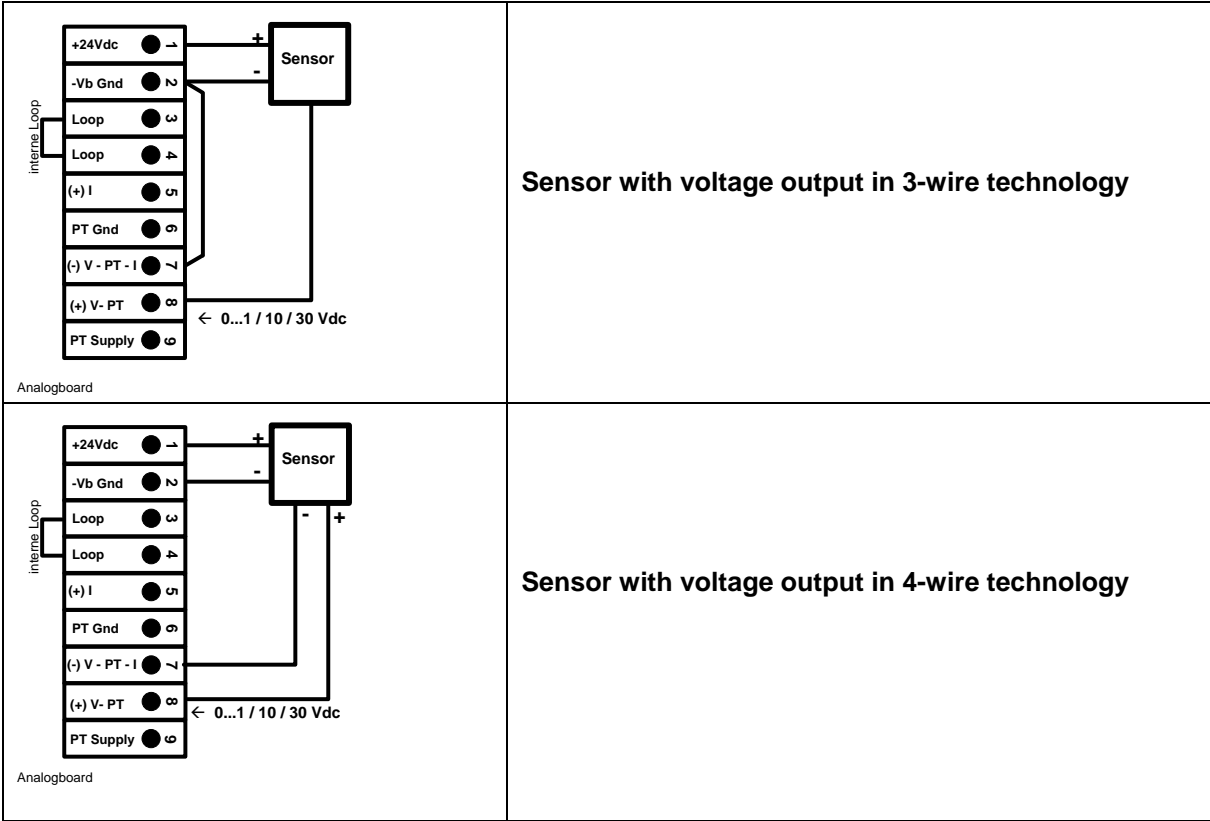 +24Vdc 1
-Vb Gnd 2
Loop 3
Loop 4
(+) I 5
PT Gnd 6
(-) V - PT - I 7
(+) V- PT 8
PT Supply 9
interne Loop
+
-
Sensor
← 0...1 / 10 / 30 Vdc
Analogboard
Sensor with voltage output in 3-wire technology
+24Vdc 1
-Vb Gnd 2
Loop 3
Loop 4
(+) I 5
PT Gnd 6
(-) V - PT - I 7
(+) V- PT 8
PT Supply 9
interne Loop
+
-
Sensor
- +
← 0...1 / 10 / 30 Vdc
Analogboard
Sensor with voltage output in 4-wire technology